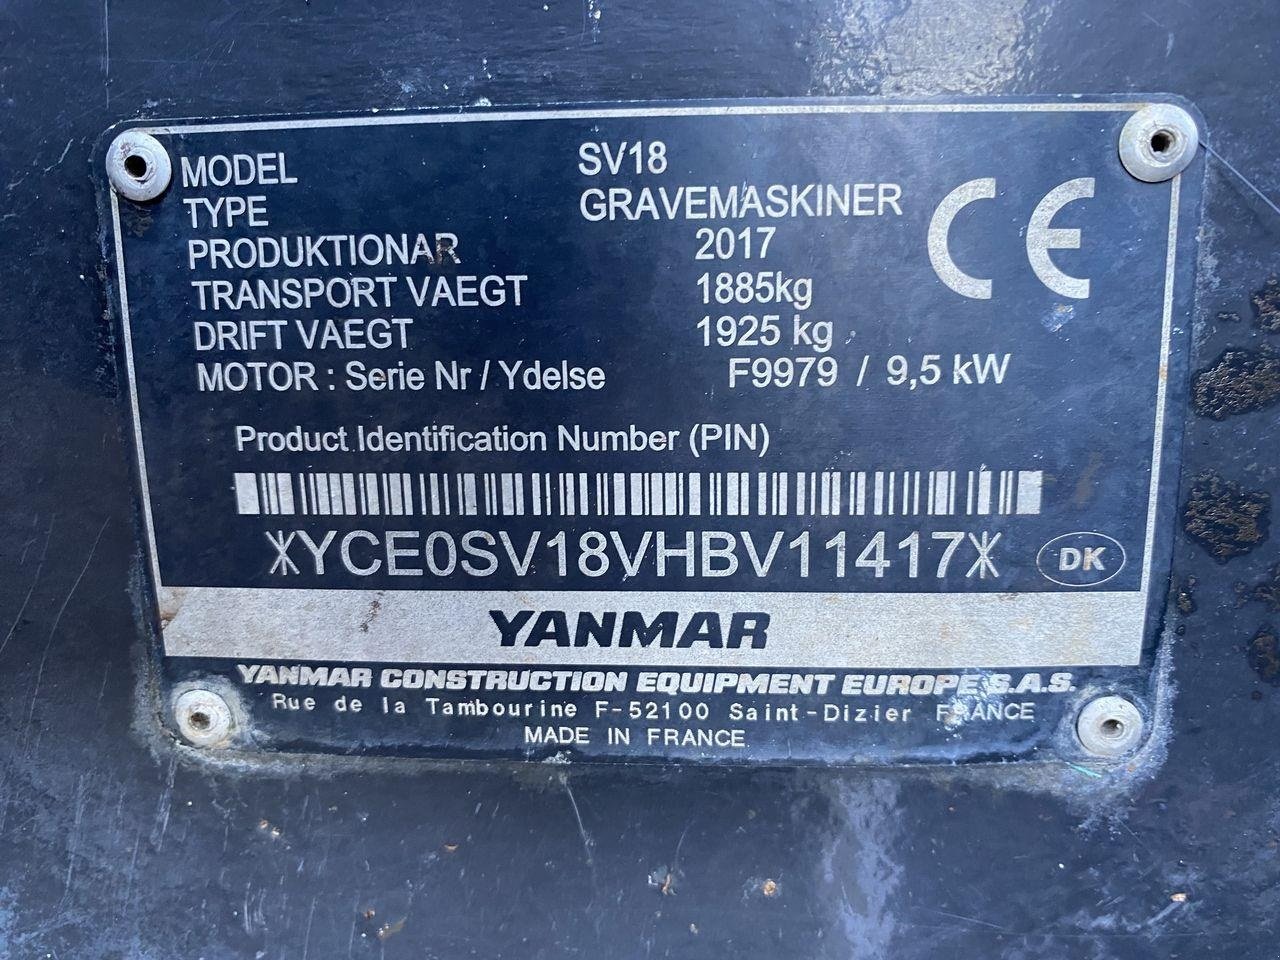 MODEL SV18
TYPE GRAVEMASKINER
PRODUKTIONAR 2017
TRANSPORT VAEGT 1885kg
DRIFT VAEGT 1925 kg
MOTOR : Serie Nr / Ydelse F9979 / 9,5 kW
CE
Product Identification Number (PIN)
*YCE0SV18VHBV11417*
DK
YANMAR
YANMAR CONSTRUCTION EQUIPMENT EUROPE S.A.S.
Rue de la Tambourine F-52100 Saint-Dizier FRANCE
MADE IN FRANCE